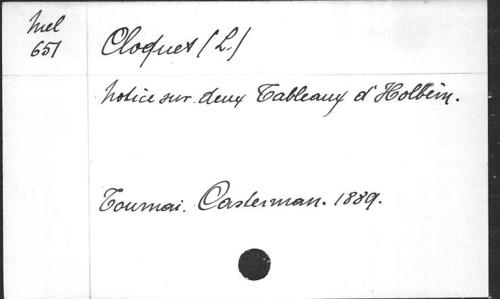 Mel
651
Cloquet (L.)
Notice sur deux Tableaux d'Holbein.
Tournai. Casterman. 1889.